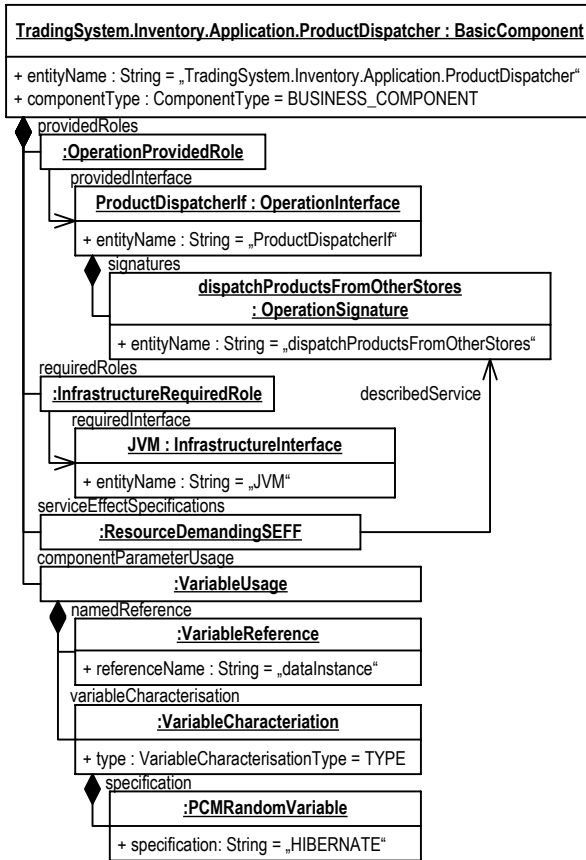 TradingSystem.Inventory.Application.ProductDispatcher : BasicComponent
+ entityName : String = „TradingSystem.Inventory.Application.ProductDispatcher“
+ componentType : ComponentType = BUSINESS_COMPONENT
providedRoles
:OperationProvidedRole
providedInterface
ProductDispatcherIf : OperationInterface
+ entityName : String = „ProductDispatcherIf“
signatures
dispatchProductsFromOtherStores
: OperationSignature
+ entityName : String = „dispatchProductsFromOtherStores“
requiredRoles
:InfrastructureRequiredRole
describedService
requiredInterface
JVM : InfrastructureInterface
+ entityName : String = „JVM“
serviceEffectSpecifications
:ResourceDemandingSEFF
componentParameterUsage
:VariableUsage
namedReference
:VariableReference
+ referenceName : String = „dataInstance“
variableCharacterisation
:VariableCharacteriation
+ type : VariableCharacterisationType = TYPE
specification
:PCMRandomVariable
+ specification: String = „HIBERNATE“